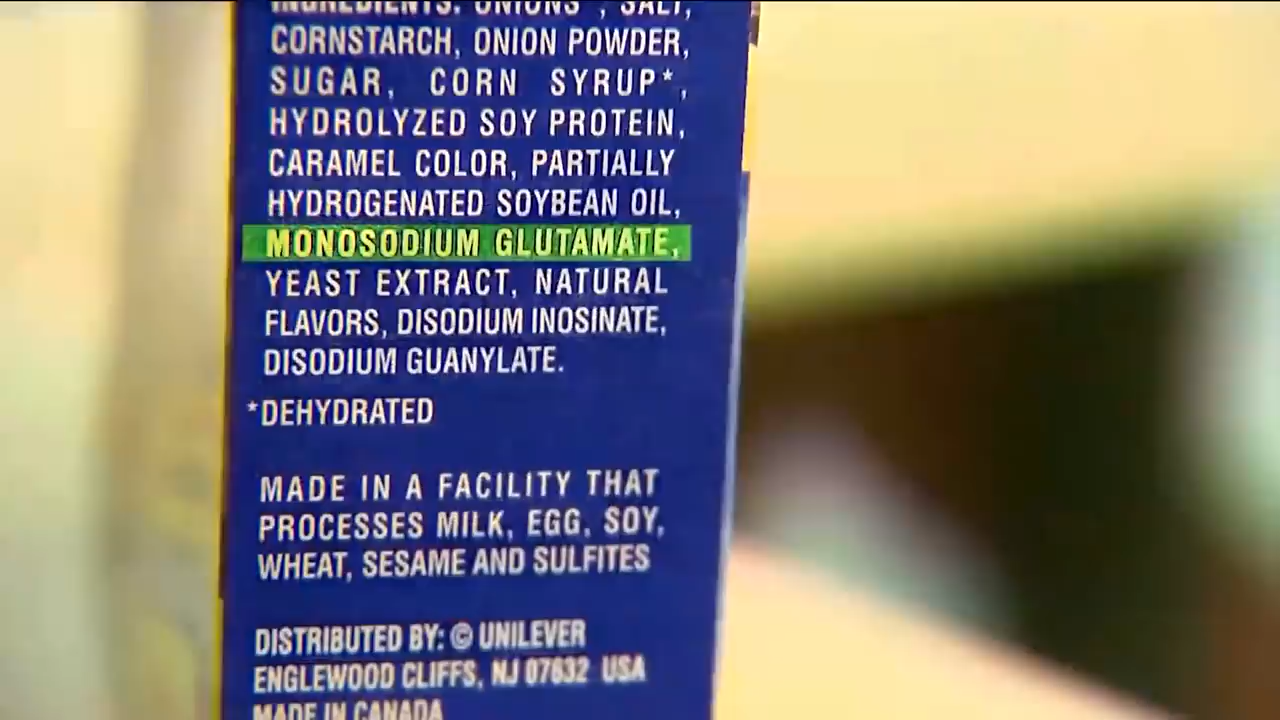 INGREDIENTS: ONIONS*, SALT,
CORNSTARCH, ONION POWDER,
SUGAR, CORN SYRUP*,
HYDROLYZED SOY PROTEIN,
CARAMEL COLOR, PARTIALLY
HYDROGENATED SOYBEAN OIL,
MONOSODIUM GLUTAMATE,
YEAST EXTRACT, NATURAL
FLAVORS, DISODIUM INOSINATE,
DISODIUM GUANYLATE.
*DEHYDRATED
MADE IN A FACILITY THAT
PROCESSES MILK, EGG, SOY,
WHEAT, SESAME AND SULFITES
DISTRIBUTED BY: © UNILEVER
ENGLEWOOD CLIFFS, NJ 07632 USA
MADE IN CANADA